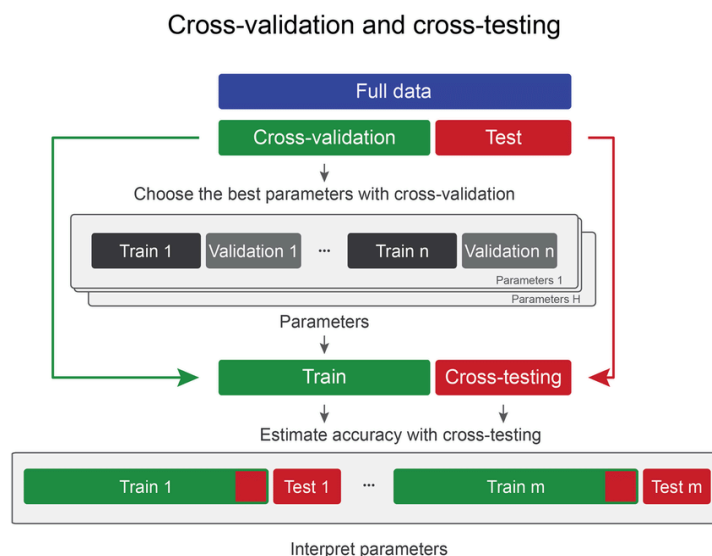 Cross-validation and cross-testing
Full data
Cross-validation Test
Choose the best parameters with cross-validation
Train 1 Validation 1 ... Train n Validation n
Parameters 1
Parameters H
Parameters
Train Cross-testing
Estimate accuracy with cross-testing
Train 1 Test 1 ... Train m Test m
Interpret parameters